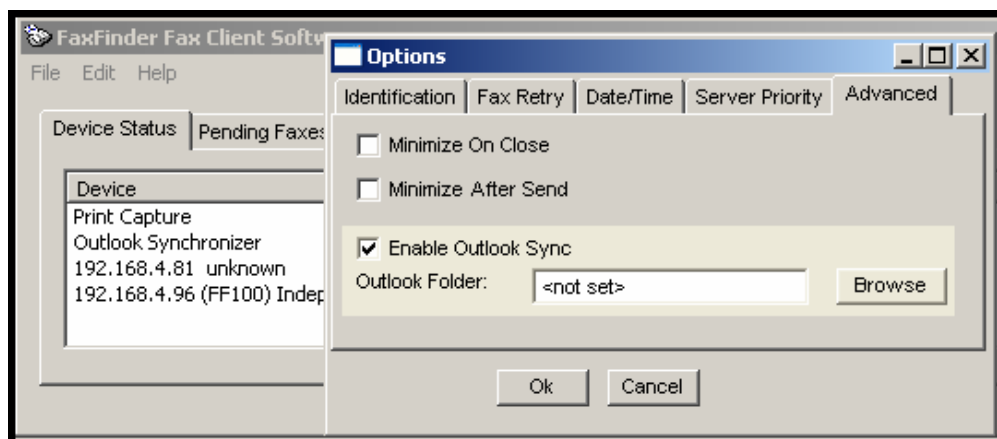 FaxFinder Fax Client
File Edit Help
Device Status
Pending Faxes
Device
Print Capture
Outlook Synchronizer
192.168.4.81 unknown
192.168.4.96 (FF100)
Options
Identification
Fax Retry
Date/Time
Server Priority
Advanced
Minimize On Close
Minimize After Send
Enable Outlook Sync
Outlook Folder:
<not set>
Browse
Ok
Cancel